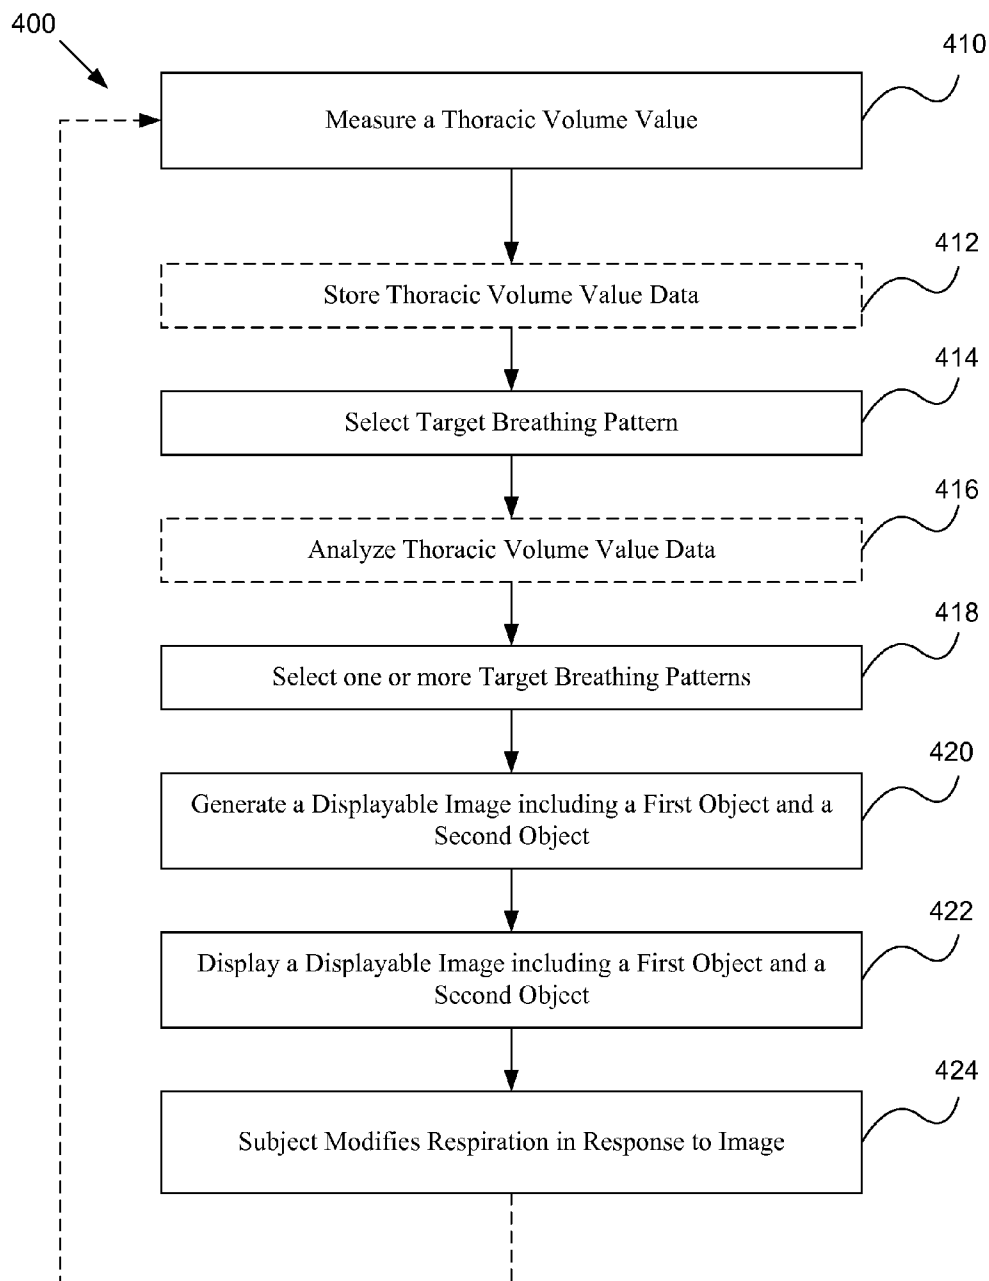 400
410
Measure a Thoracic Volume Value
412
Store Thoracic Volume Value Data
414
Select Target Breathing Pattern
416
Analyze Thoracic Volume Value Data
418
Select one or more Target Breathing Patterns
420
Generate a Displayable Image including a First Object and a
Second Object
422
Display a Displayable Image including a First Object and a
Second Object
424
Subject Modifies Respiration in Response to Image